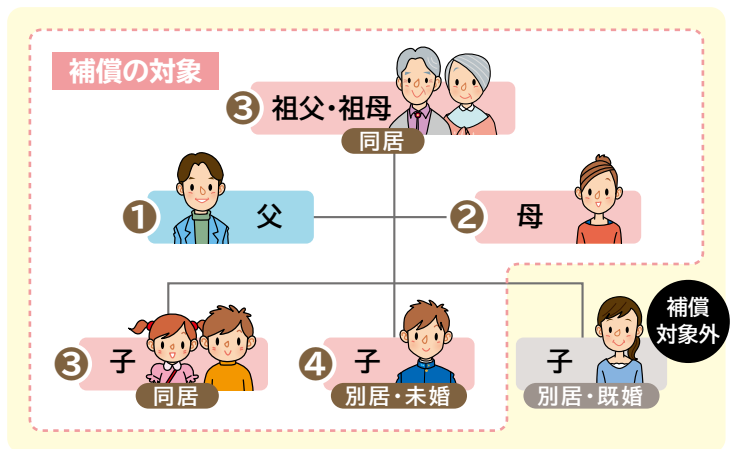 補償の対象
3 祖父・祖母
同居
1 父
2 母
補償
対象外
3 子
同居
4 子
別居・未婚
子
別居・既婚